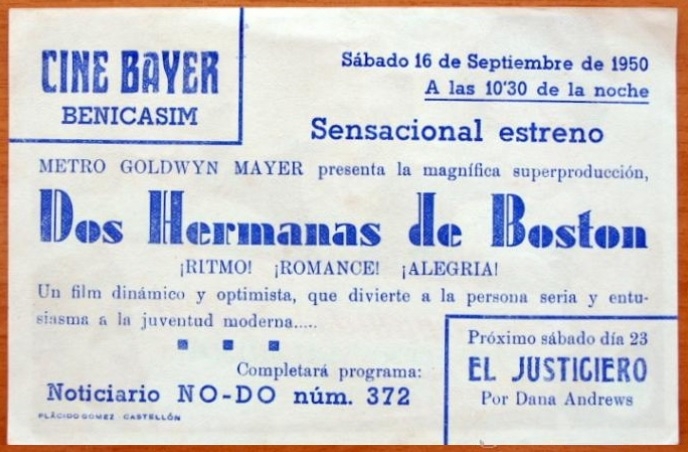 CINE BAYER
BENICASIM
Sábado 16 de Septiembre de 1950
A las 10'30 de la noche
Sensacional estreno
METRO GOLDWYN MAYER presenta la magnífica superproducción,
Dos Hermanas de Boston
¡RITMO! ¡ROMANCE! ¡ALEGRIA!
Un film dinámico y optimista, que divierte a la persona seria y entu-
siasma a la juventud moderna.....
Completará programa:
Noticiario NO-DO núm. 372
PLÁCIDO GOMEZ - CASTELLÓN
Próximo sábado día 23
EL JUSTICIERO
Por Dana Andrews